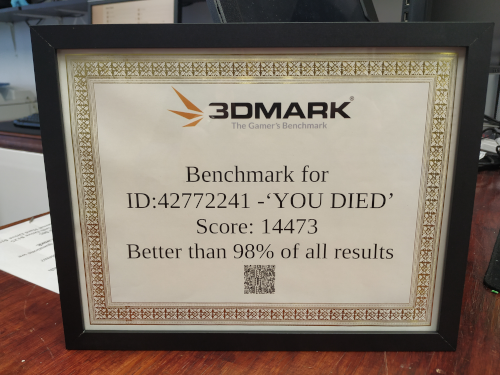 3DMARK®
The Gamer's Benchmark
Benchmark for
ID:42772241 -‘YOU DIED’
Score: 14473
Better than 98% of all results